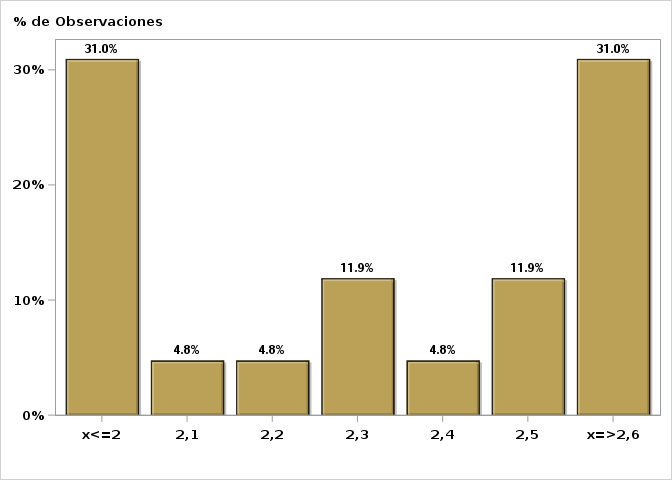 % de Observaciones
31.0% 31.0%
30%
20%
11.9% 11.9%
10%
4.8% 4.8% 4.8%
0%
x<=2 2,1 2,2 2,3 2,4 2,5 x=>2,6